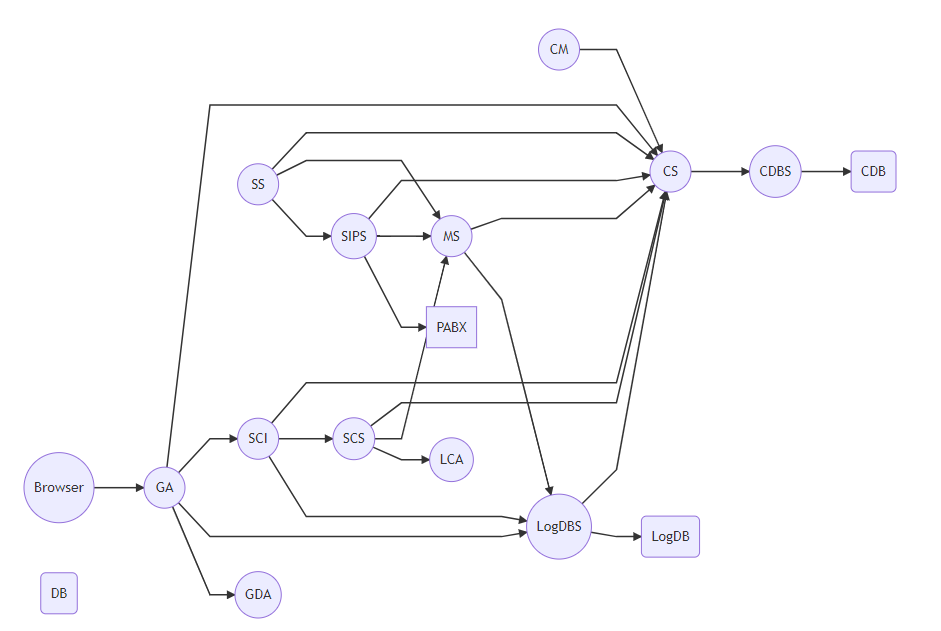 CM
SS
CS
CDBS
CDB
SIPS
MS
PABX
SCI
SCS
LCA
Browser
GA
LogDBS
LogDB
DB
GDA